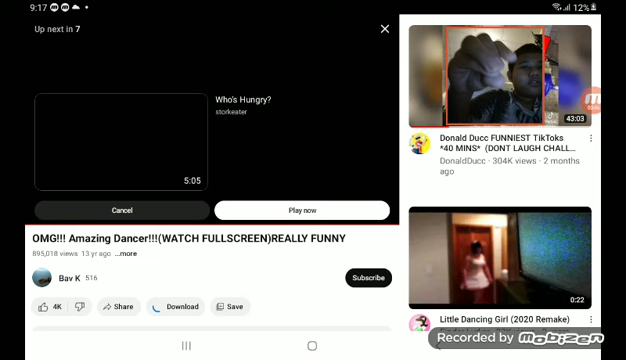 9:17
12%
Up next in 7
Who's Hungry?
storkeater
5:05
Cancel
Play now
OMG!!! Amazing Dancer!!!(WATCH FULLSCREEN)REALLY FUNNY
895,018 views 13 yr ago ...more
Bav K 516
Subscribe
4K
Share
Download
Save
43:03
Donald Ducc FUNNIEST TikToks
*40 MINS* (DONT LAUGH CHALL...
DonaldDucc · 304K views · 2 months
ago
0:22
Little Dancing Girl (2020 Remake)
Recorded by
mobizen